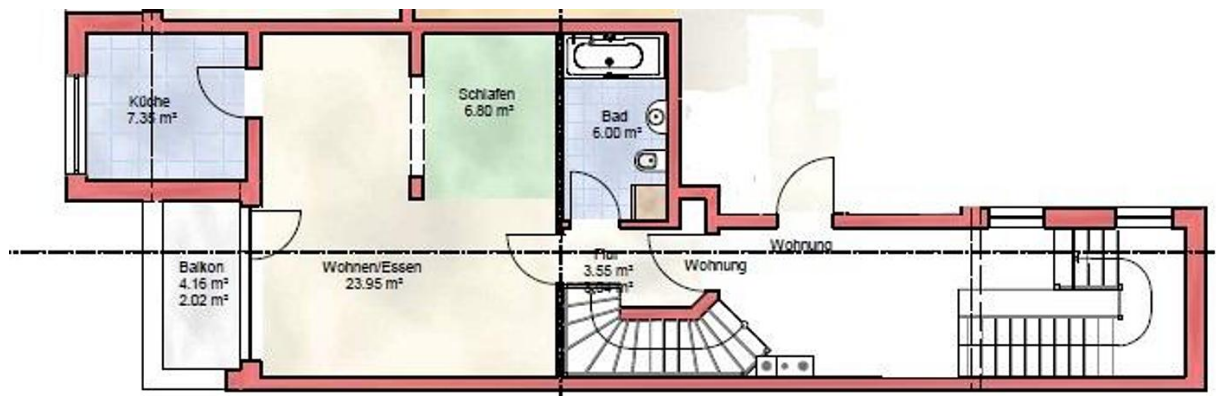 Küche
7.35 m²
Schlafen
6.80 m²
Bad
6.00 m²
Balkon
4.16 m²
2.02 m²
Wohnen/Essen
23.95 m²
Flur
3.55 m²
Wohnung
Wohnung